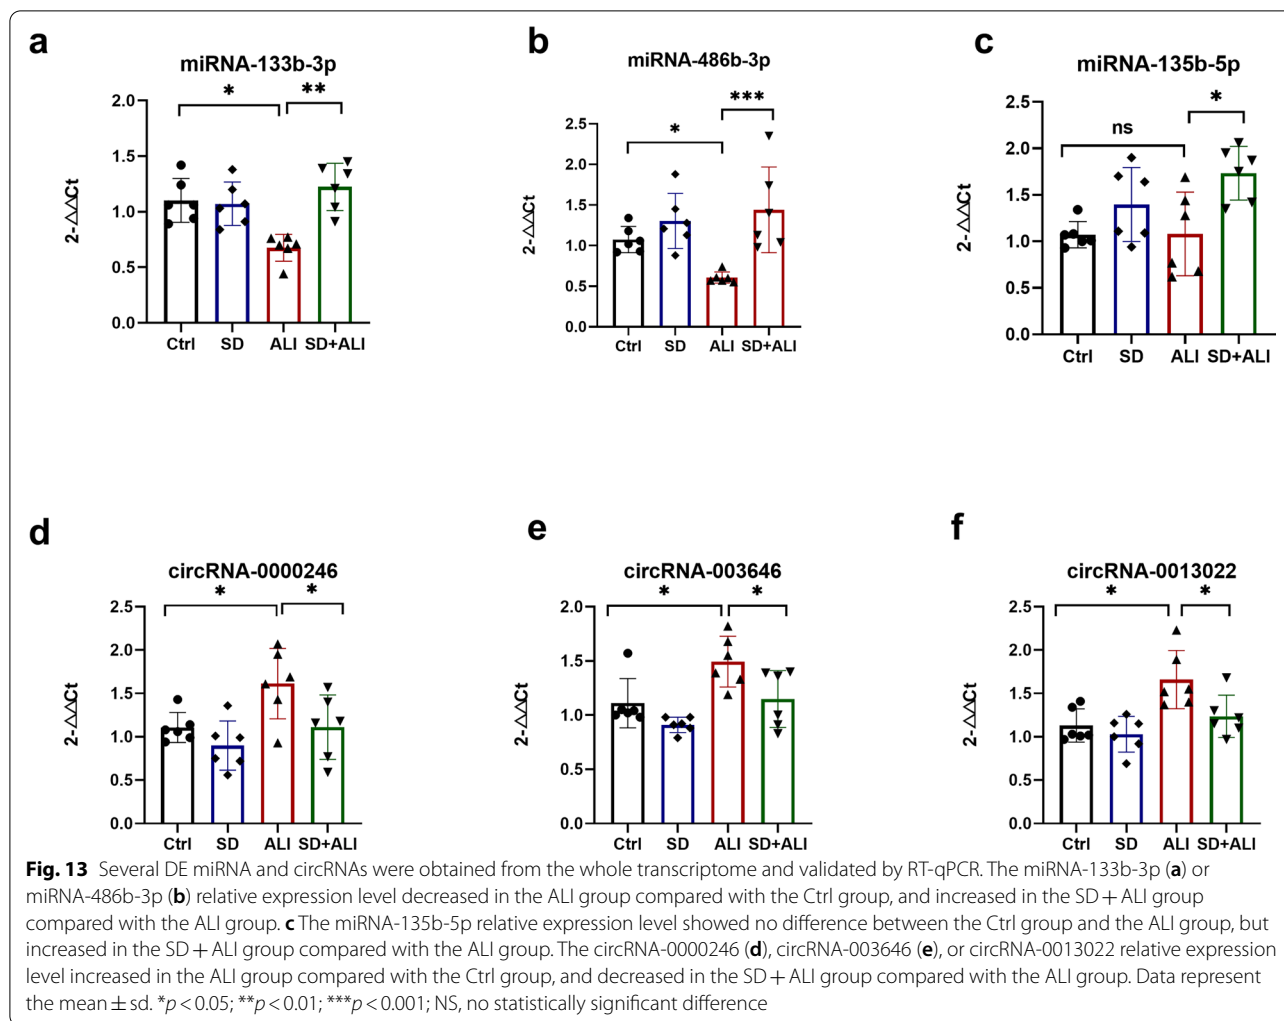 a
miRNA-133b-3p
*
**
2-△△Ct
2.0
1.5
1.0
0.5
0.0
Ctrl SD ALI SD+ALI
b
miRNA-486b-3p
*
***
2-△△Ct
2.5
2.0
1.5
1.0
0.5
0.0
Ctrl SD ALI SD+ALI
c
miRNA-135b-5p
ns
*
2-△△Ct
2.5
2.0
1.5
1.0
0.5
0.0
Ctrl SD ALI SD+ALI
d
circRNA-0000246
*
*
2-△△Ct
2.5
2.0
1.5
1.0
0.5
0.0
Ctrl SD ALI SD+ALI
e
circRNA-003646
*
*
2-△△Ct
2.0
1.5
1.0
0.5
0.0
Ctrl SD ALI SD+ALI
f
circRNA-0013022
*
*
2-△△Ct
2.5
2.0
1.5
1.0
0.5
0.0
Ctrl SD ALI SD+ALI
Fig. 13 Several DE miRNA and circRNAs were obtained from the whole transcriptome and validated by RT-qPCR. The miRNA-133b-3p (a) or
miRNA-486b-3p (b) relative expression level decreased in the ALI group compared with the Ctrl group, and increased in the SD + ALI group
compared with the ALI group. c The miRNA-135b-5p relative expression level showed no difference between the Ctrl group and the ALI group, but
increased in the SD + ALI group compared with the ALI group. The circRNA-0000246 (d), circRNA-003646 (e), or circRNA-0013022 relative expression
level increased in the ALI group compared with the Ctrl group, and decreased in the SD + ALI group compared with the ALI group. Data represent
the mean ± sd. *p < 0.05; **p < 0.01; ***p < 0.001; NS, no statistically significant difference